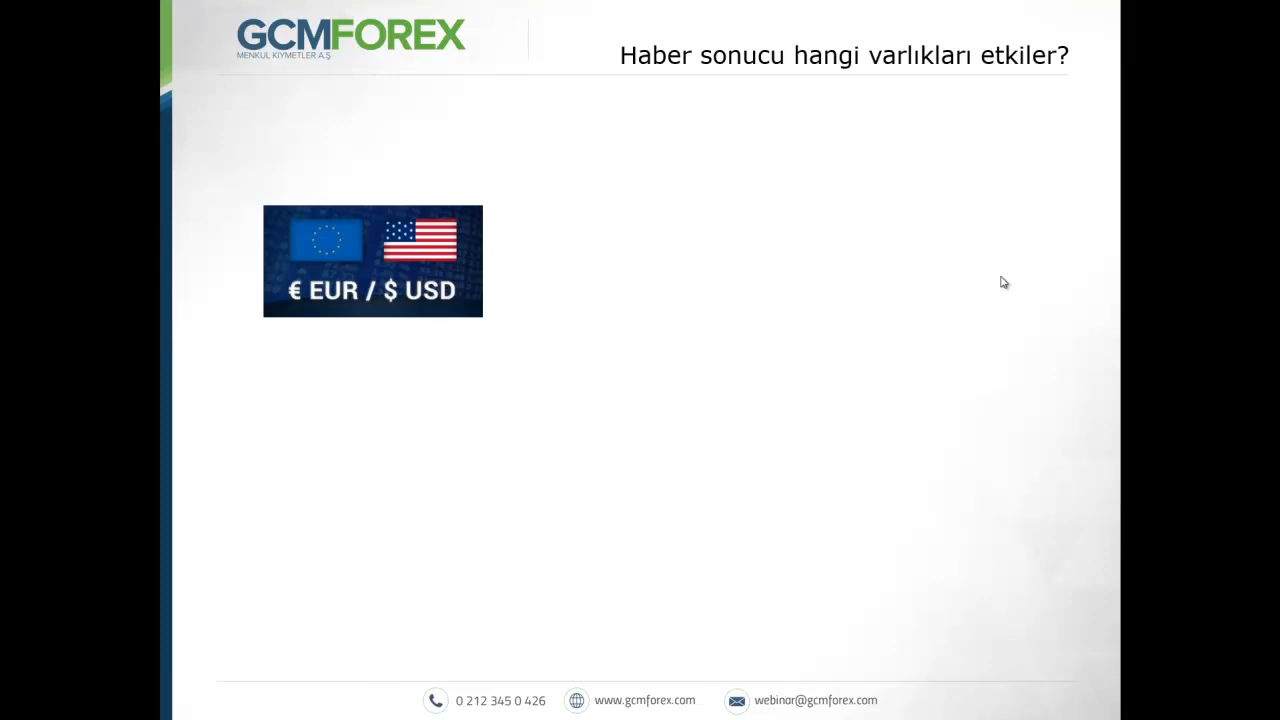 GCMFOREX
MENKUL KIYMETLER A.Ş
Haber sonucu hangi varlıkları etkiler?
€ EUR / $ USD
0 212 345 0 426
www.gcmforex.com
webinar@gcmforex.com